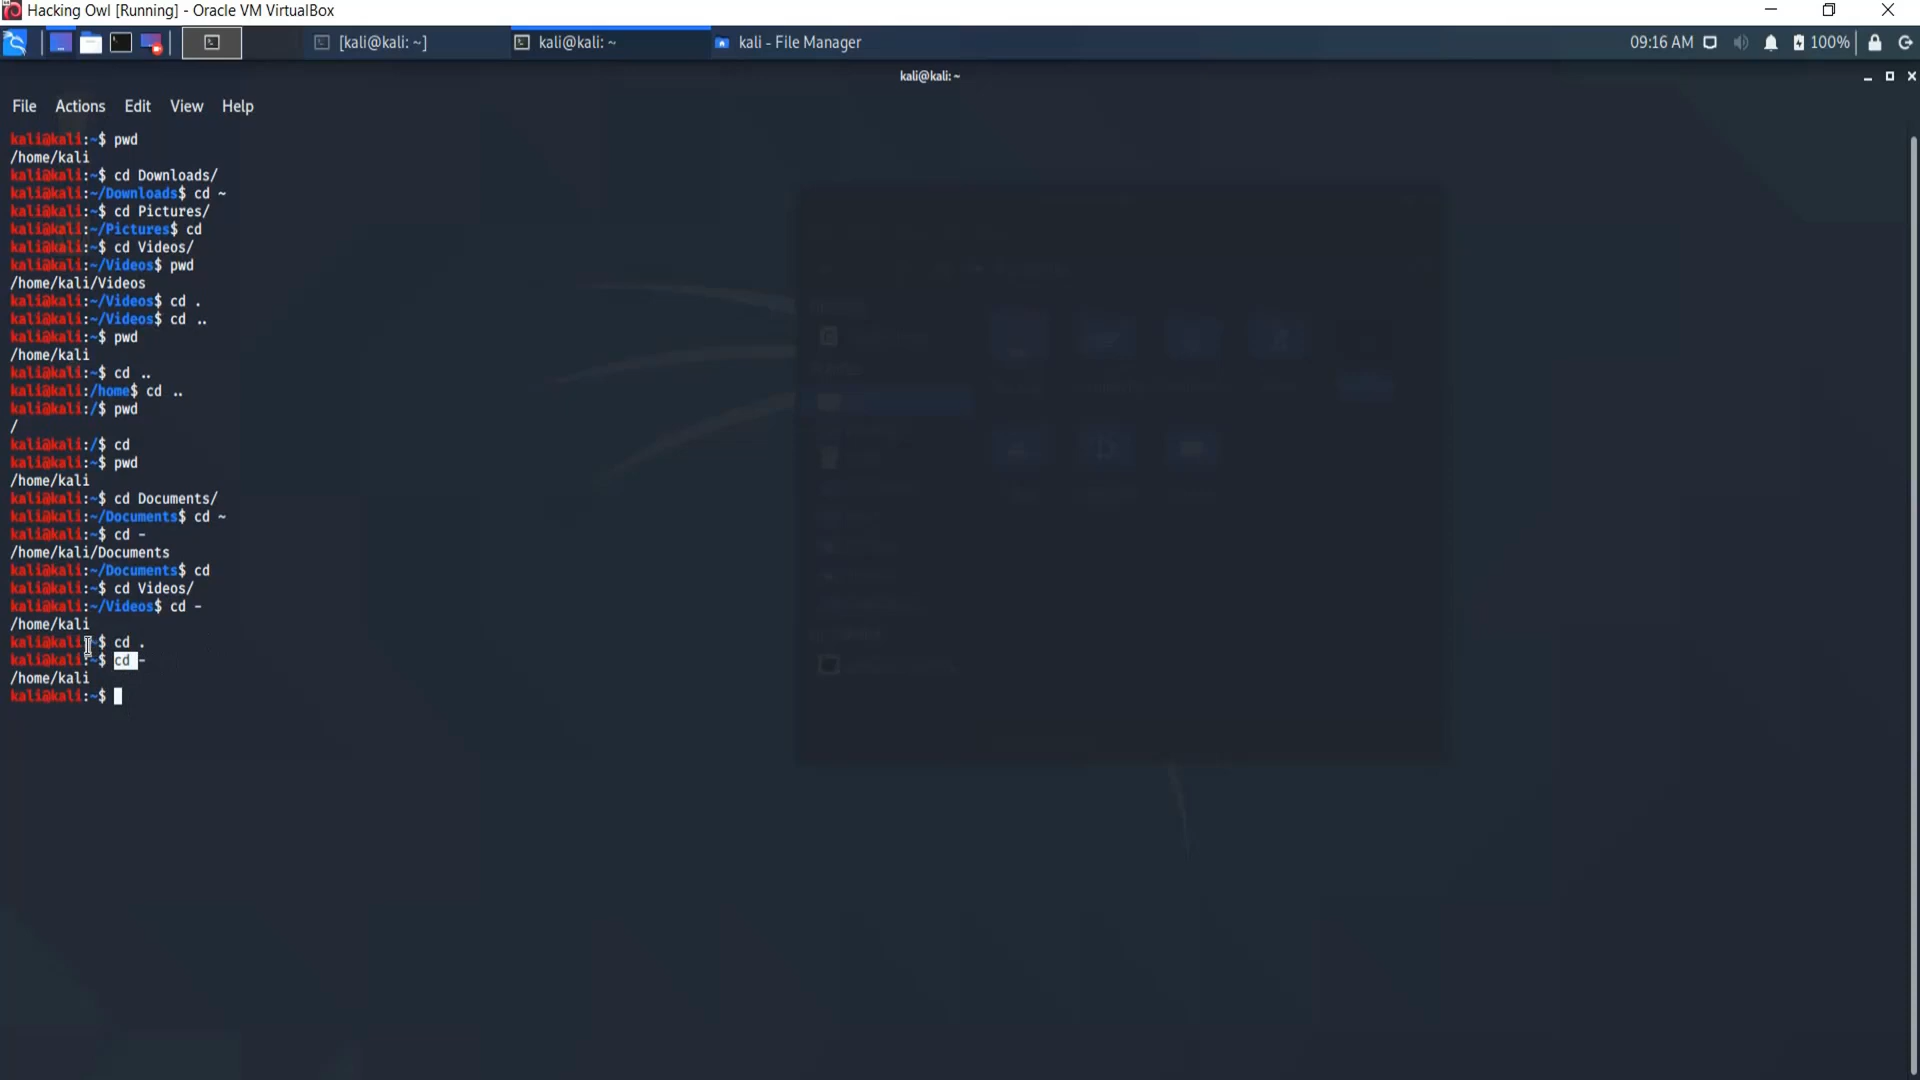 Hacking Owl [Running] - Oracle VM VirtualBox
[kali@kali: ~]
kali@kali: ~
kali - File Manager
09:16 AM
100%
kali@kali: ~
File Actions Edit View Help
kali@kali:~$ pwd
/home/kali
kali@kali:~$ cd Downloads/
kali@kali:~/Downloads$ cd ~
kali@kali:~$ cd Pictures/
kali@kali:~/Pictures$ cd
kali@kali:~$ cd Videos/
kali@kali:~/Videos$ pwd
/home/kali/Videos
kali@kali:~/Videos$ cd .
kali@kali:~/Videos$ cd ..
kali@kali:~$ pwd
/home/kali
kali@kali:~$ cd ..
kali@kali:/home$ cd ..
kali@kali:/$ pwd
/
kali@kali:/$ cd
kali@kali:~$ pwd
/home/kali
kali@kali:~$ cd Documents/
kali@kali:~/Documents$ cd ~
kali@kali:~$ cd -
/home/kali/Documents
kali@kali:~/Documents$ cd
kali@kali:~$ cd Videos/
kali@kali:~/Videos$ cd -
/home/kali
kali@kali:~$ cd .
kali@kali:~$ cd -
/home/kali
kali@kali:~$